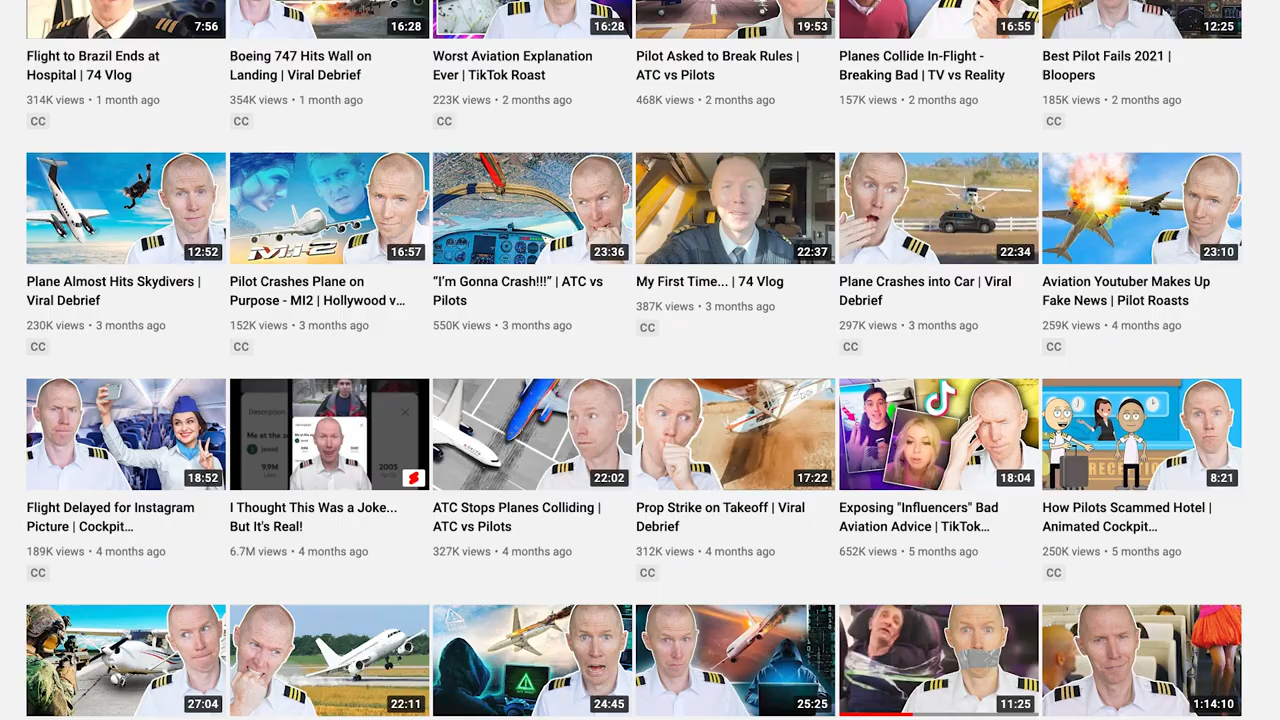 7:56
16:28
16:28
19:53
16:55
12:25
Flight to Brazil Ends at
Hospital | 74 Vlog
314K views • 1 month ago
CC
Boeing 747 Hits Wall on
Landing | Viral Debrief
354K views • 1 month ago
CC
Worst Aviation Explanation
Ever | TikTok Roast
223K views • 2 months ago
CC
Pilot Asked to Break Rules |
ATC vs Pilots
468K views • 2 months ago
Planes Collide In-Flight -
Breaking Bad | TV vs Reality
157K views • 2 months ago
Best Pilot Fails 2021 |
Bloopers
185K views • 2 months ago
CC
12:52
M:I-2
16:57
23:36
22:37
22:34
23:10
Plane Almost Hits Skydivers |
Viral Debrief
230K views • 3 months ago
CC
Pilot Crashes Plane on
Purpose - MI2 | Hollywood v...
152K views • 3 months ago
CC
“I’m Gonna Crash!!!” | ATC vs
Pilots
550K views • 3 months ago
My First Time... | 74 Vlog
387K views • 3 months ago
CC
Plane Crashes into Car | Viral
Debrief
297K views • 3 months ago
CC
Aviation Youtuber Makes Up
Fake News | Pilot Roasts
259K views • 4 months ago
CC
18:52
Description
9.9M
2005
22:02
17:22
18:04
RECEPTION
8:21
Flight Delayed for Instagram
Picture | Cockpit...
189K views • 4 months ago
CC
I Thought This Was a Joke...
But It's Real!
6.7M views • 4 months ago
ATC Stops Planes Colliding |
ATC vs Pilots
327K views • 4 months ago
Prop Strike on Takeoff | Viral
Debrief
312K views • 4 months ago
CC
Exposing "Influencers" Bad
Aviation Advice | TikTok...
652K views • 5 months ago
How Pilots Scammed Hotel |
Animated Cockpit...
250K views • 5 months ago
CC
27:04
22:11
24:45
25:25
11:25
1:14:10